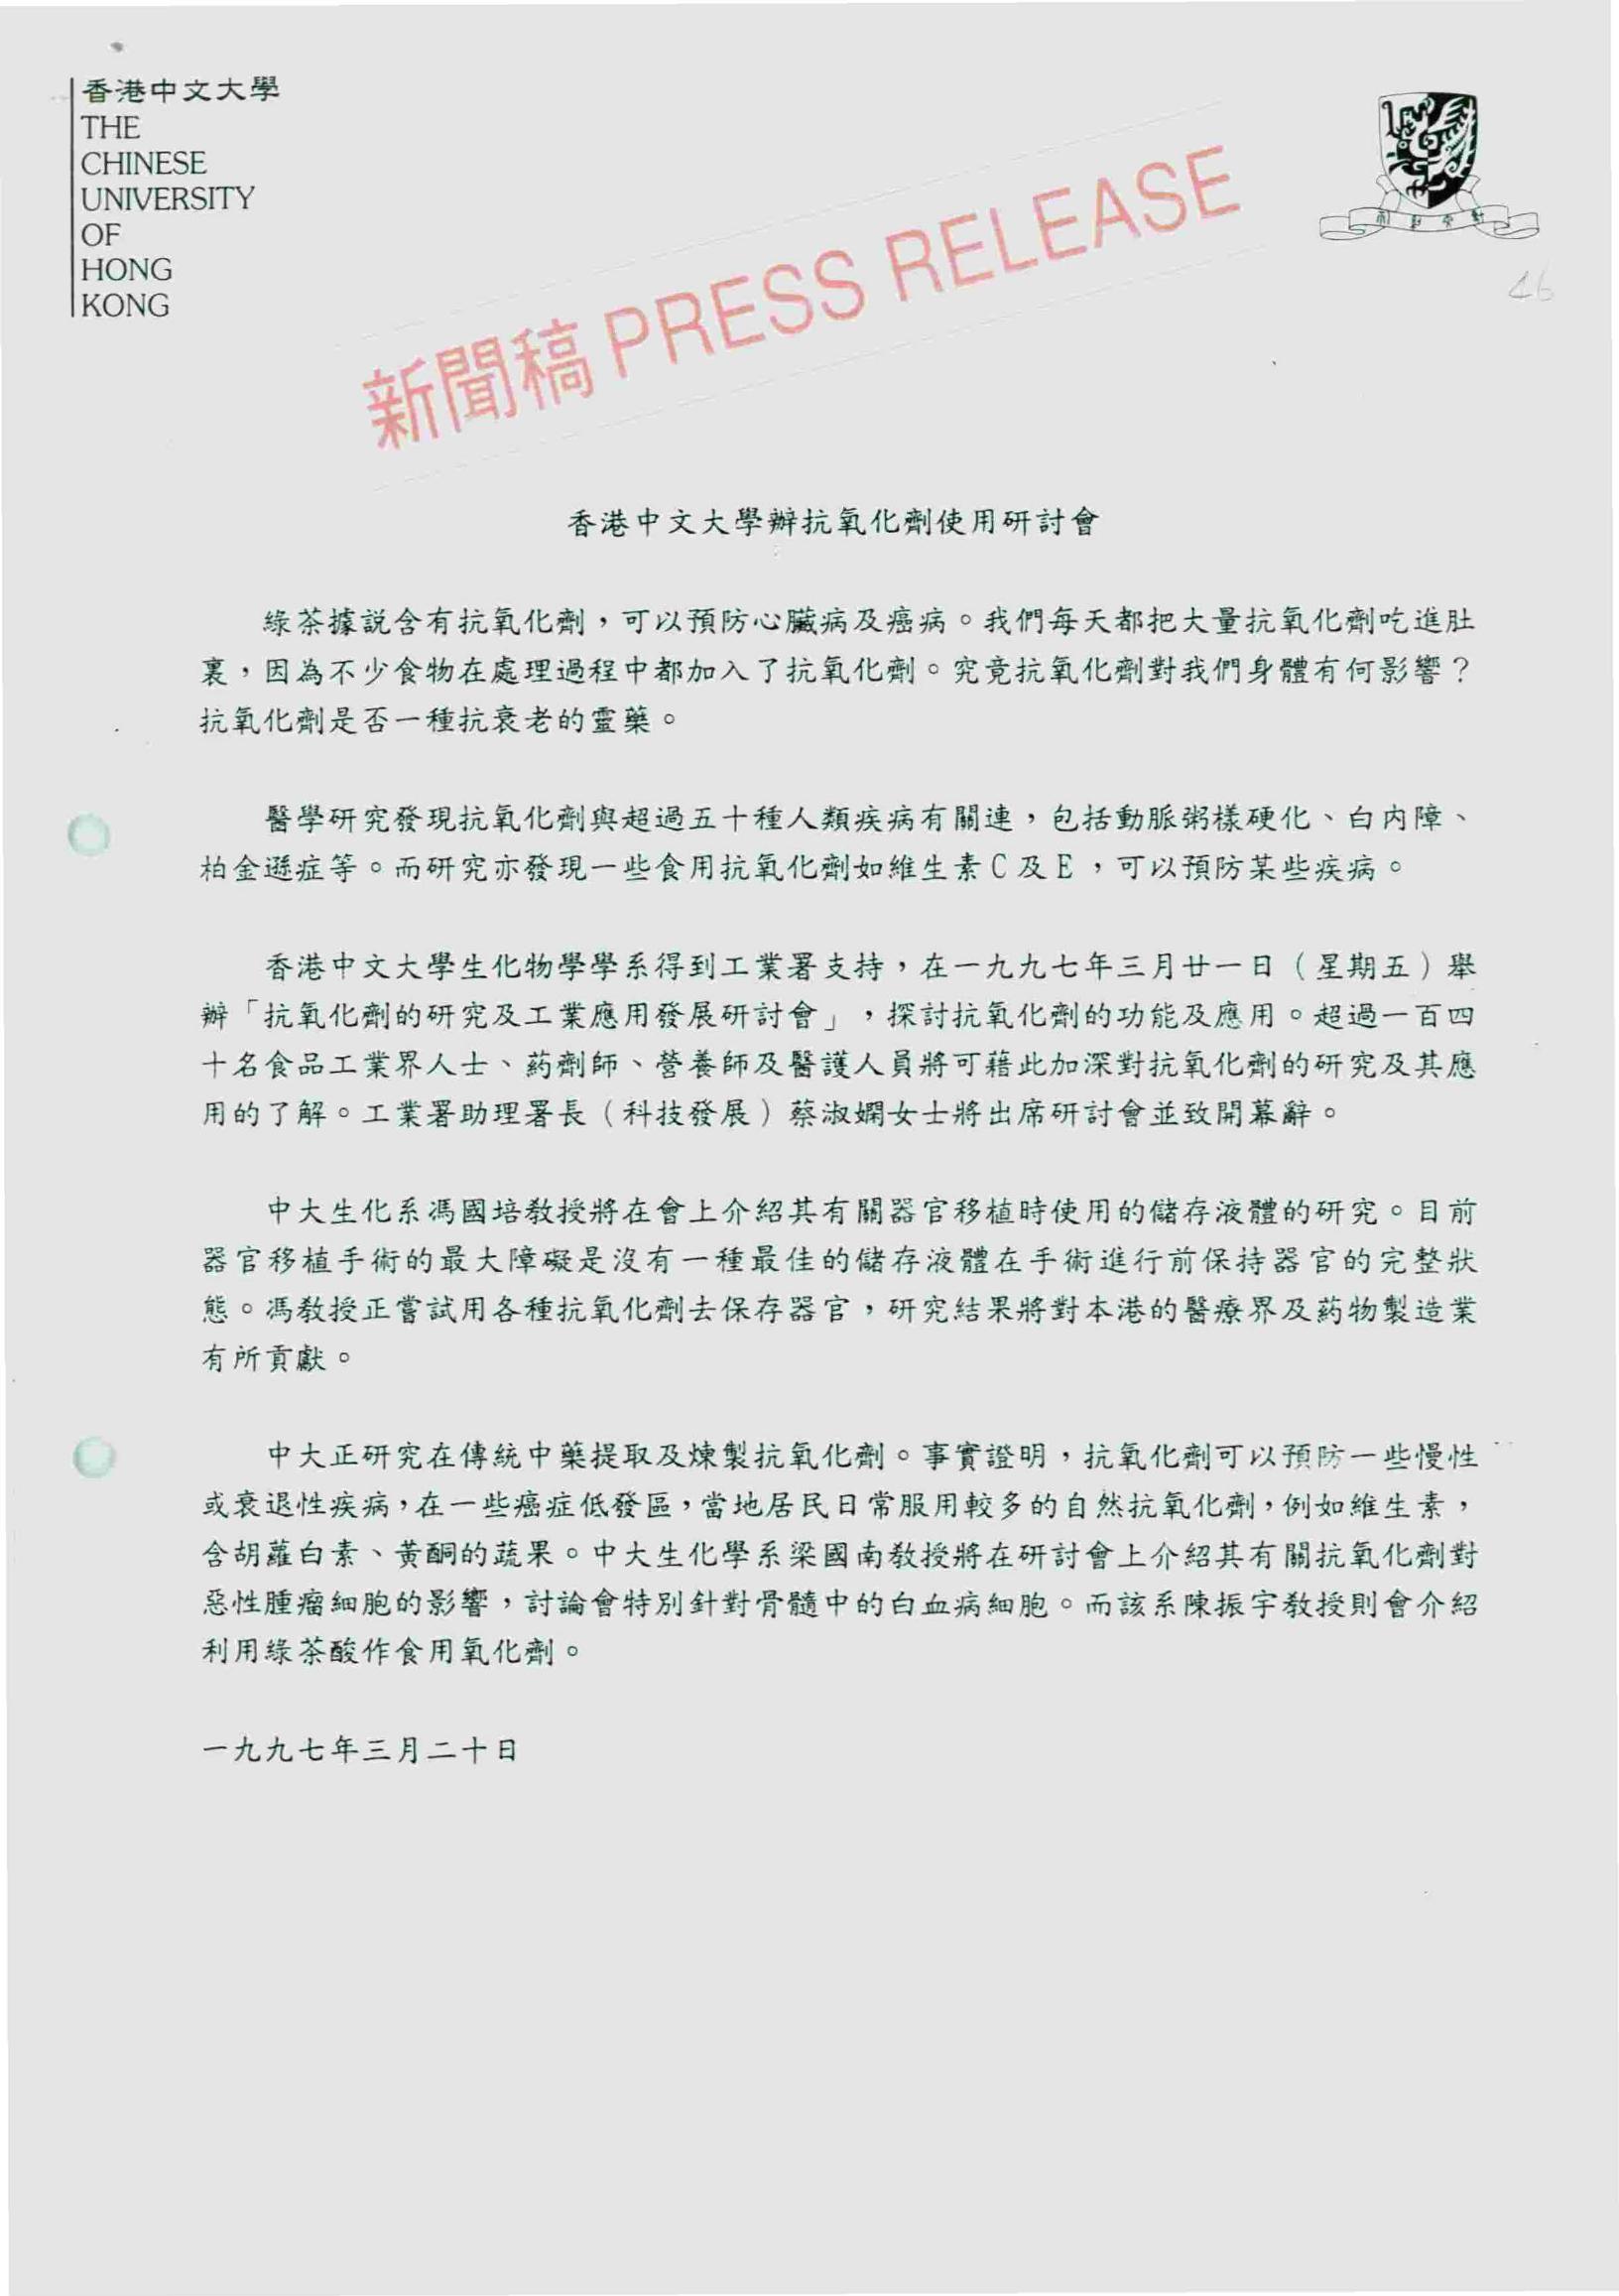 香港中文大學
THE
CHINESE
UNIVERSITY
OF
HONG
KONG
新聞稿 PRESS RELEASE
46
香港中文大學辦抗氧化劑使用研討會
綠茶據説含有抗氧化劑，可以預防心臟病及癌病。我們每天都把大量抗氧化劑吃進肚
裏，因為不少食物在處理過程中都加入了抗氧化劑。究竟抗氧化劑對我們身體有何影響？
抗氧化劑是否一種抗衰老的靈藥。
醫學研究發現抗氧化劑與超過五十種人類疾病有關連，包括動脈粥樣硬化、白內障、
柏金遜症等。而研究亦發現一些食用抗氧化劑如維生素C及E，可以預防某些疾病。
香港中文大學生化物學學系得到工業署支持，在一九九七年三月廿一日（星期五）舉
辦「抗氧化劑的研究及工業應用發展研討會」，探討抗氧化劑的功能及應用。超過一百四
十名食品工業界人士、葯劑師、營養師及醫護人員將可藉此加深對抗氧化劑的研究及其應
用的了解。工業署助理署長（科技發展）蔡淑嫻女士將出席研討會並致開幕辭。
中大生化系馮國培教授將在會上介紹其有關器官移植時使用的儲存液體的研究。目前
器官移植手術的最大障礙是沒有一種最佳的儲存液體在手術進行前保持器官的完整狀
態。馮教授正嘗試用各種抗氧化劑去保存器官，研究結果將對本港的醫療界及葯物製造業
有所貢獻。
中大正研究在傳統中藥提取及煉製抗氧化劑。事實證明，抗氧化劑可以預防一些慢性
或衰退性疾病，在一些癌症低發區，當地居民日常服用較多的自然抗氧化劑，例如維生素，
含胡蘿白素、黃酮的蔬果。中大生化學系梁國南教授將在研討會上介紹其有關抗氧化劑對
惡性腫瘤細胞的影響，討論會特別針對骨髓中的白血病細胞。而該系陳振宇教授則會介紹
利用綠茶酸作食用氧化劑。
一九九七年三月二十日